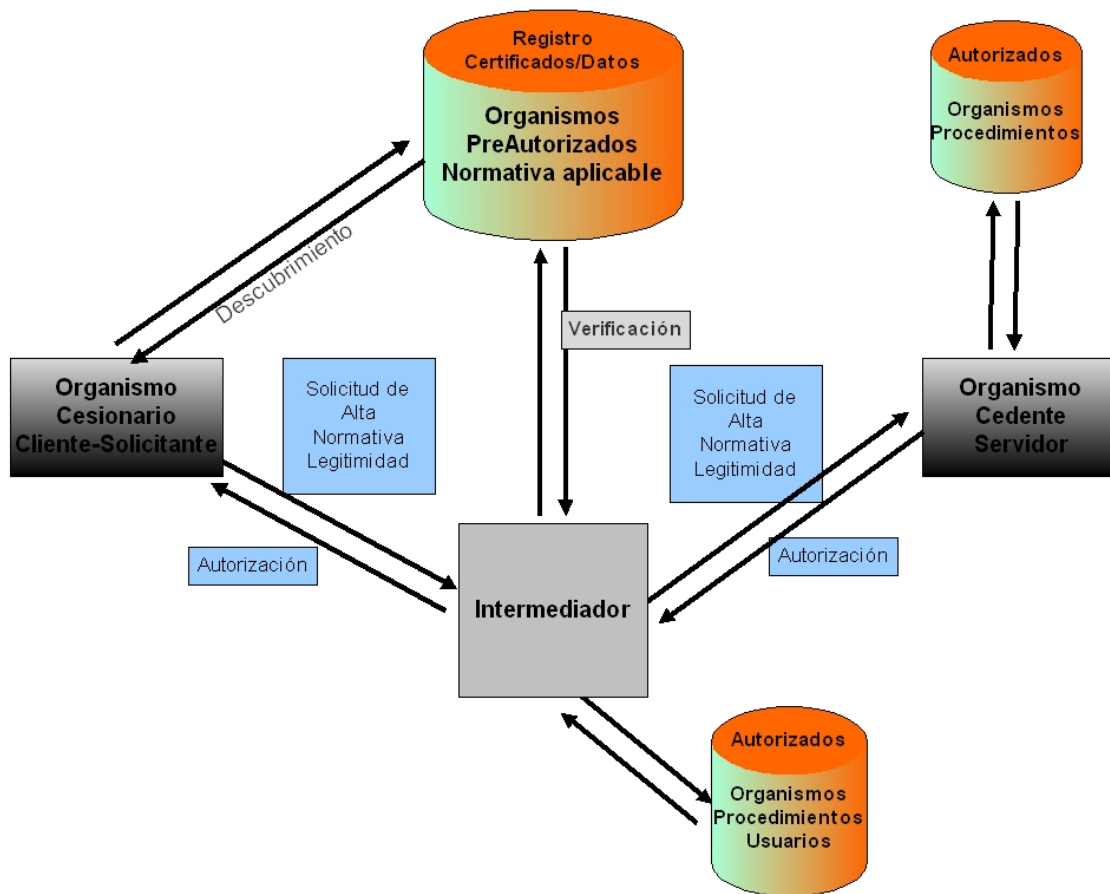 Registro
Certificados/Datos
Organismos
PreAutorizados
Normativa aplicable
Autorizados
Organismos
Procedimientos
Descubrimiento
Verificación
Organismo
Cesionario
Cliente-Solicitante
Solicitud de
Alta
Normativa
Legitimidad
Solicitud de
Alta
Normativa
Legitimidad
Organismo
Cedente
Servidor
Autorización
Autorización
Intermediador
Autorizados
Organismos
Procedimientos
Usuarios